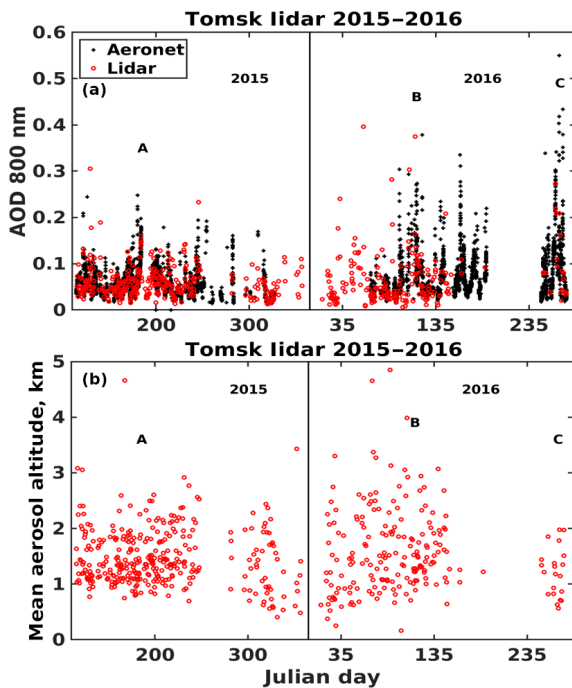 Tomsk lidar 2015–2016
0.6
Aeronet
Lidar
(a)
2015
2016
0.5
C
B
0.4
A
0.3
0.2
0.1
0
AOD 800 nm
200
300
35
135
235
Tomsk lidar 2015–2016
5
(b)
2015
2016
4
B
A
C
3
2
1
0
Mean aerosol altitude, km
200
300
35
135
235
Julian day